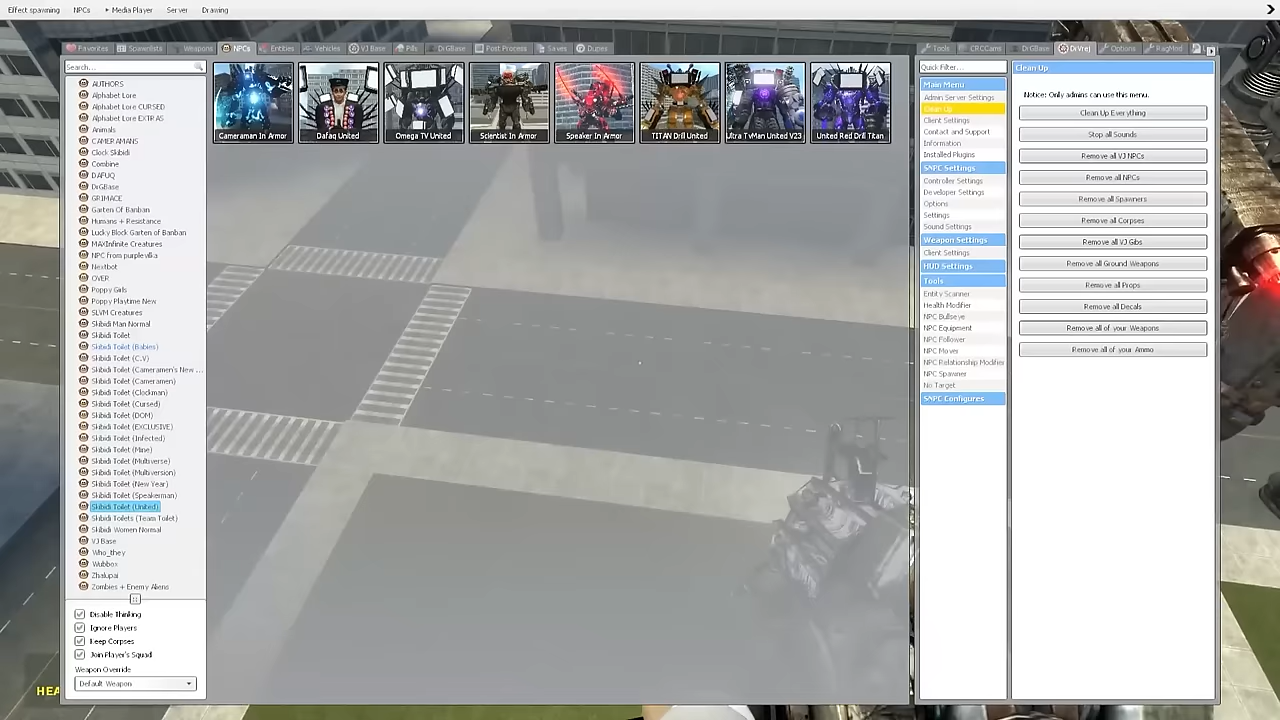 Effect spawning NPCs Media Player Server Drawing
Favorites Spawnlists Weapons NPCs Entities Vehicles VJ Base Pills DrGBase Post Process Saves Dupes
Tools CRCCams DrGBase DrVrej Options RagMod
Search...
AUTHORS
Alphabet Lore
Alphabet Lore CURSED
Alphabet Lore EXTRAS
Animals
CAMERAMANS
Clock Skibidi
Combine
DAFUQ
DrGBase
GRIMACE
Garten Of Banban
Humans + Resistance
Lucky Block Garten of Banban
MAXInfinite Creatures
NPC from purplevilka
Nextbot
OVER
Poppy Girls
Poppy Playtime New
SLVM Creatures
Skibidi Man Normal
Skibidi Toilet
Skibidi Toilet (Babies)
Skibidi Toilet (C.V)
Skibidi Toilet (Cameramen's New ...
Skibidi Toilet (Cameramen)
Skibidi Toilet (Clockman)
Skibidi Toilet (Cursed)
Skibidi Toilet (DOM)
Skibidi Toilet (EXCLUSIVE)
Skibidi Toilet (Infected)
Skibidi Toilet (Mine)
Skibidi Toilet (Multiverse)
Skibidi Toilet (Multiversion)
Skibidi Toilet (New Year)
Skibidi Toilet (Speakerman)
Skibidi Toilet (United)
Skibidi Toilets (Team Toilet)
Skibidi Women Normal
VJ Base
Who_they
Wubbox
Zhalupai
Zombies + Enemy Aliens
Disable Thinking
Ignore Players
Keep Corpses
Join Player's Squad
Weapon Override
Default Weapon
HEA
Cameraman In Armor
Dafaq United
Omega TV United
Scientist In Armor
Speaker In Armor
TITAN Drill United
Ultra TvMan United V23
United Red Drill Titan
Quick Filter...
Main Menu
Admin Server Settings
Clean Up
Client Settings
Contact and Support
Information
Installed Plugins
SNPC Settings
Controller Settings
Developer Settings
Options
Settings
Sound Settings
Weapon Settings
Client Settings
HUD Settings
Tools
Entity Scanner
Health Modifier
NPC Bullseye
NPC Equipment
NPC Follower
NPC Mover
NPC Relationship Modifier
NPC Spawner
No Target
SNPC Configures
Clean Up
Notice: Only admins can use this menu.
Clean Up Everything
Stop all Sounds
Remove all VJ NPCs
Remove all NPCs
Remove all Spawners
Remove all Corpses
Remove all VJ Gibs
Remove all Ground Weapons
Remove all Props
Remove all Decals
Remove all of your Weapons
Remove all of your Ammo